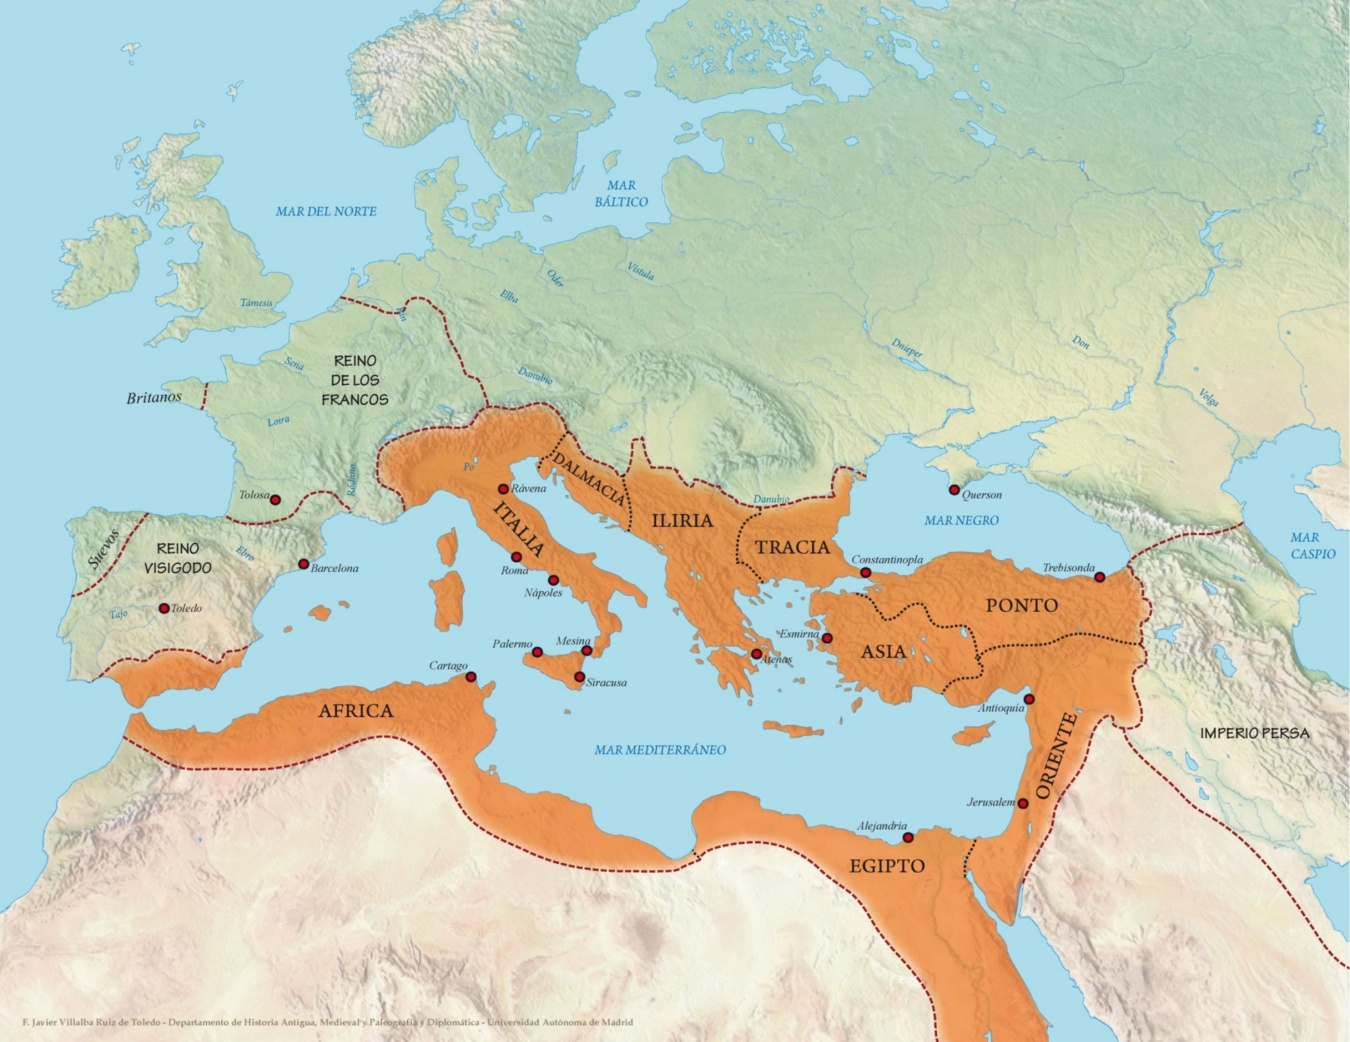 MAR
BÁLTICO
MAR DEL NORTE
Oder
Vístula
Elba
Támesis
Rin
Dnieper
Don
Sena
REINO
DE LOS
FRANCOS
Danubio
Volga
Britanos
Loira
Po
DALMACIA
Ródano
Tolosa
Rávena
Danubio
Querson
ITALIA
ILIRIA
MAR NEGRO
Suevos
REINO
VISIGODO
Ebro
TRACIA
MAR
CASPIO
Barcelona
Roma
Constantinopla
Trebisonda
Nápoles
Tajo
Toledo
PONTO
Esmirna
Palermo
Mesina
ASIA
Atenas
Cartago
Siracusa
AFRICA
Antioquía
IMPERIO PERSA
MAR MEDITERRÁNEO
ORIENTE
Jerusalem
Alejandría
EGIPTO
F. Javier Villalba Ruiz de Toledo - Departamento de Historia Antigua, Medieval y Paleografía y Diplomática - Universidad Autónoma de Madrid